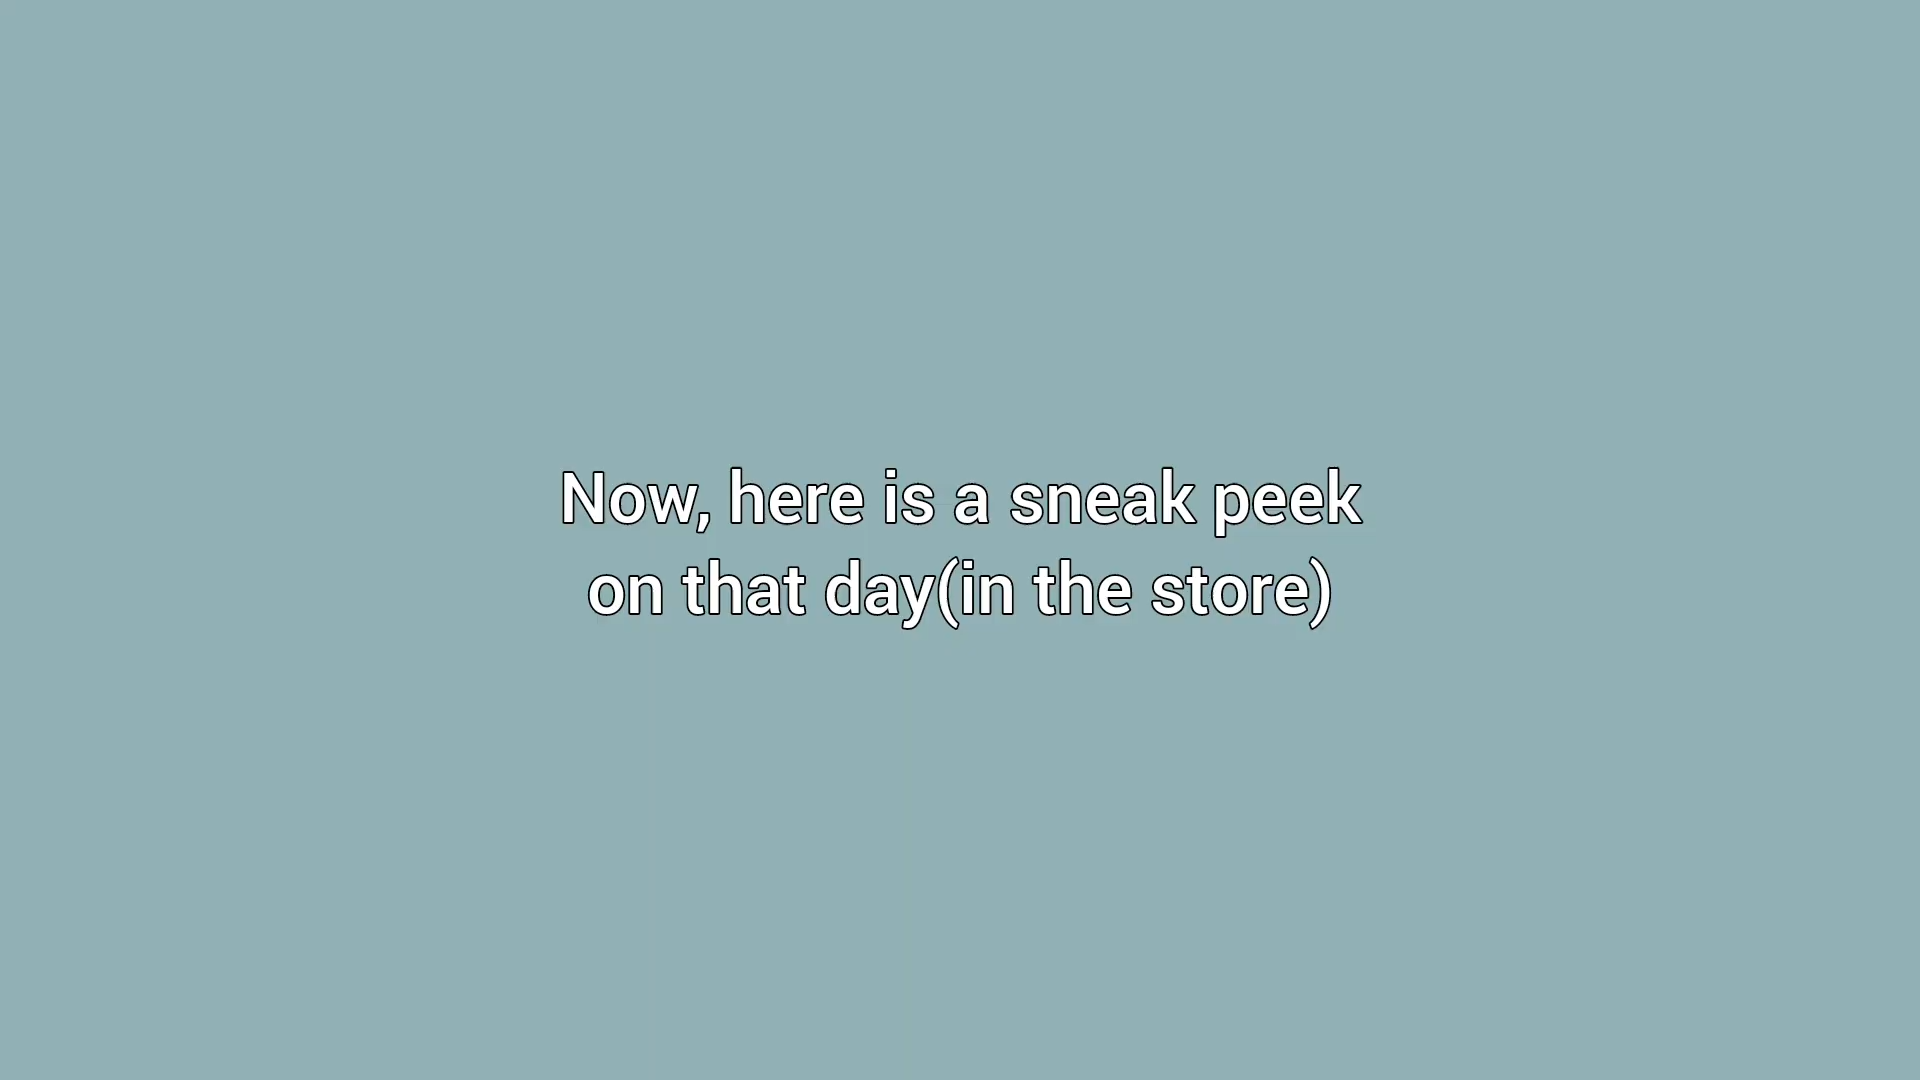 Now, here is a sneak peek
on that day(in the store)